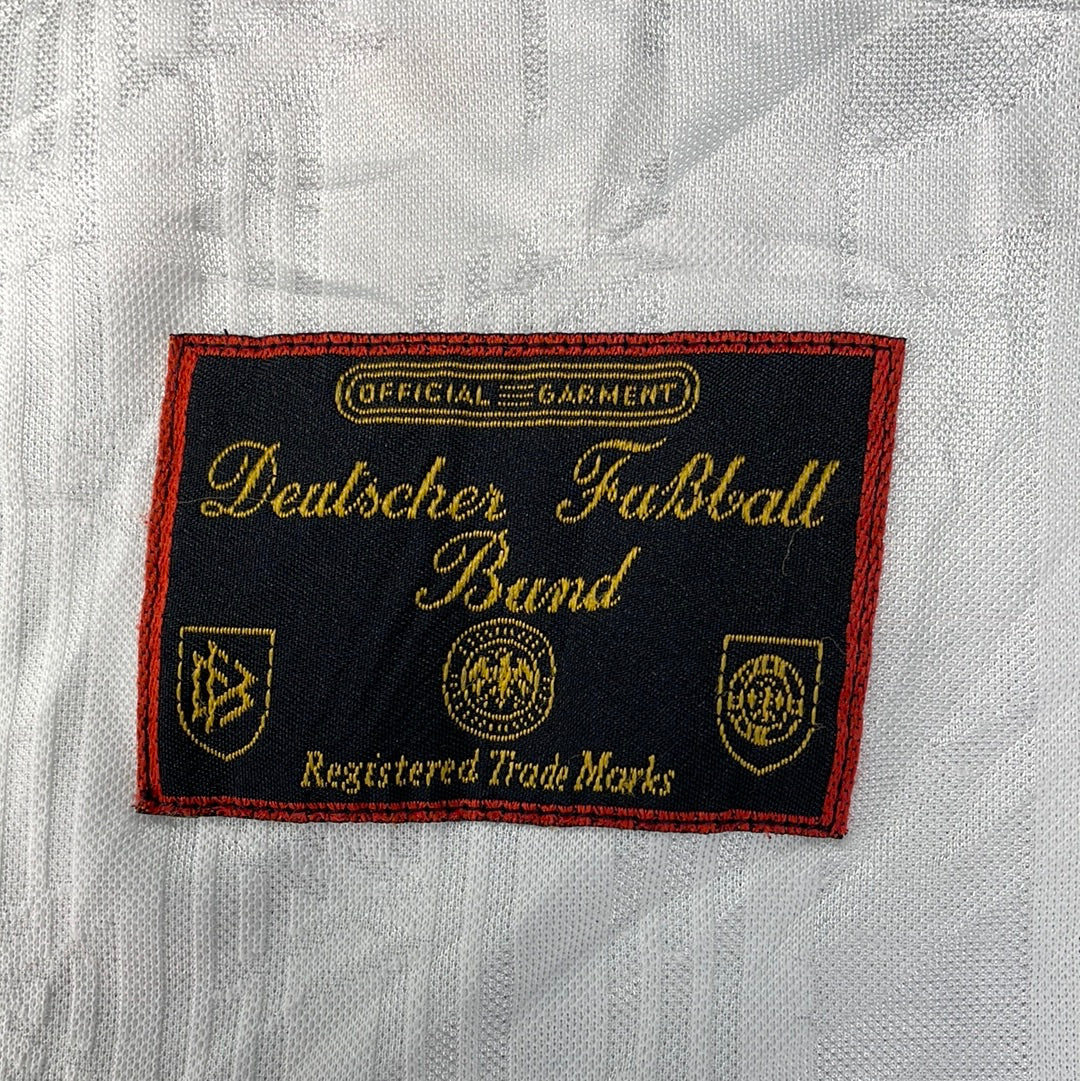 OFFICIAL GARMENT
Deutscher Fußball
Bund
Registered Trade Marks